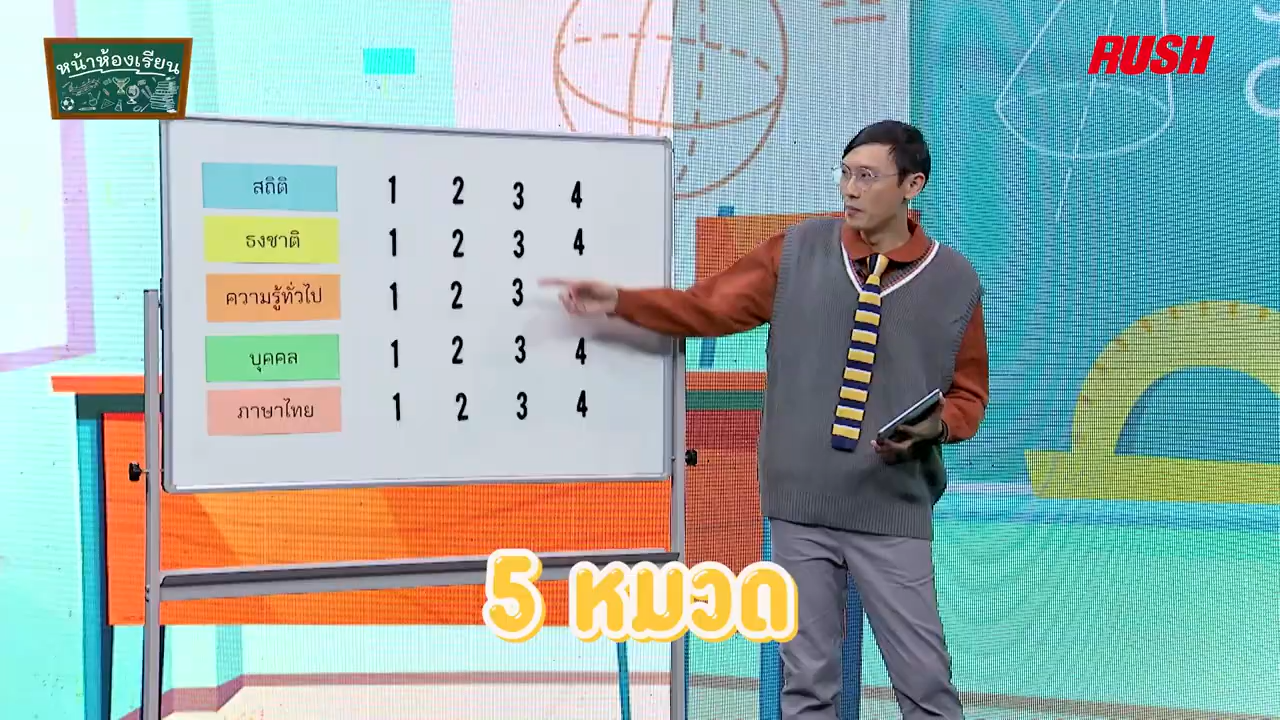 หน้าห้องเรียน
RUSH
สถิติ 1 2 3 4
ธงชาติ 1 2 3 4
ความรู้ทั่วไป 1 2 3
บุคคล 1 2 3 4
ภาษาไทย 1 2 3 4
5 หมวด